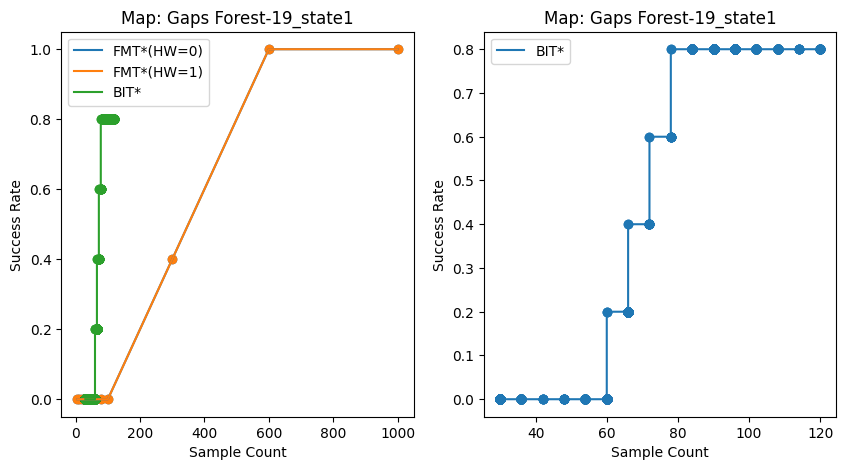 Map: Gaps Forest-19_state1
FMT*(HW=0)
FMT*(HW=1)
BIT*
1.0
0.8
0.6
0.4
0.2
0.0
Success Rate
0
200
400
600
800
1000
Sample Count
Map: Gaps Forest-19_state1
BIT*
0.8
0.7
0.6
0.5
0.4
0.3
0.2
0.1
0.0
Success Rate
40
60
80
100
120
Sample Count